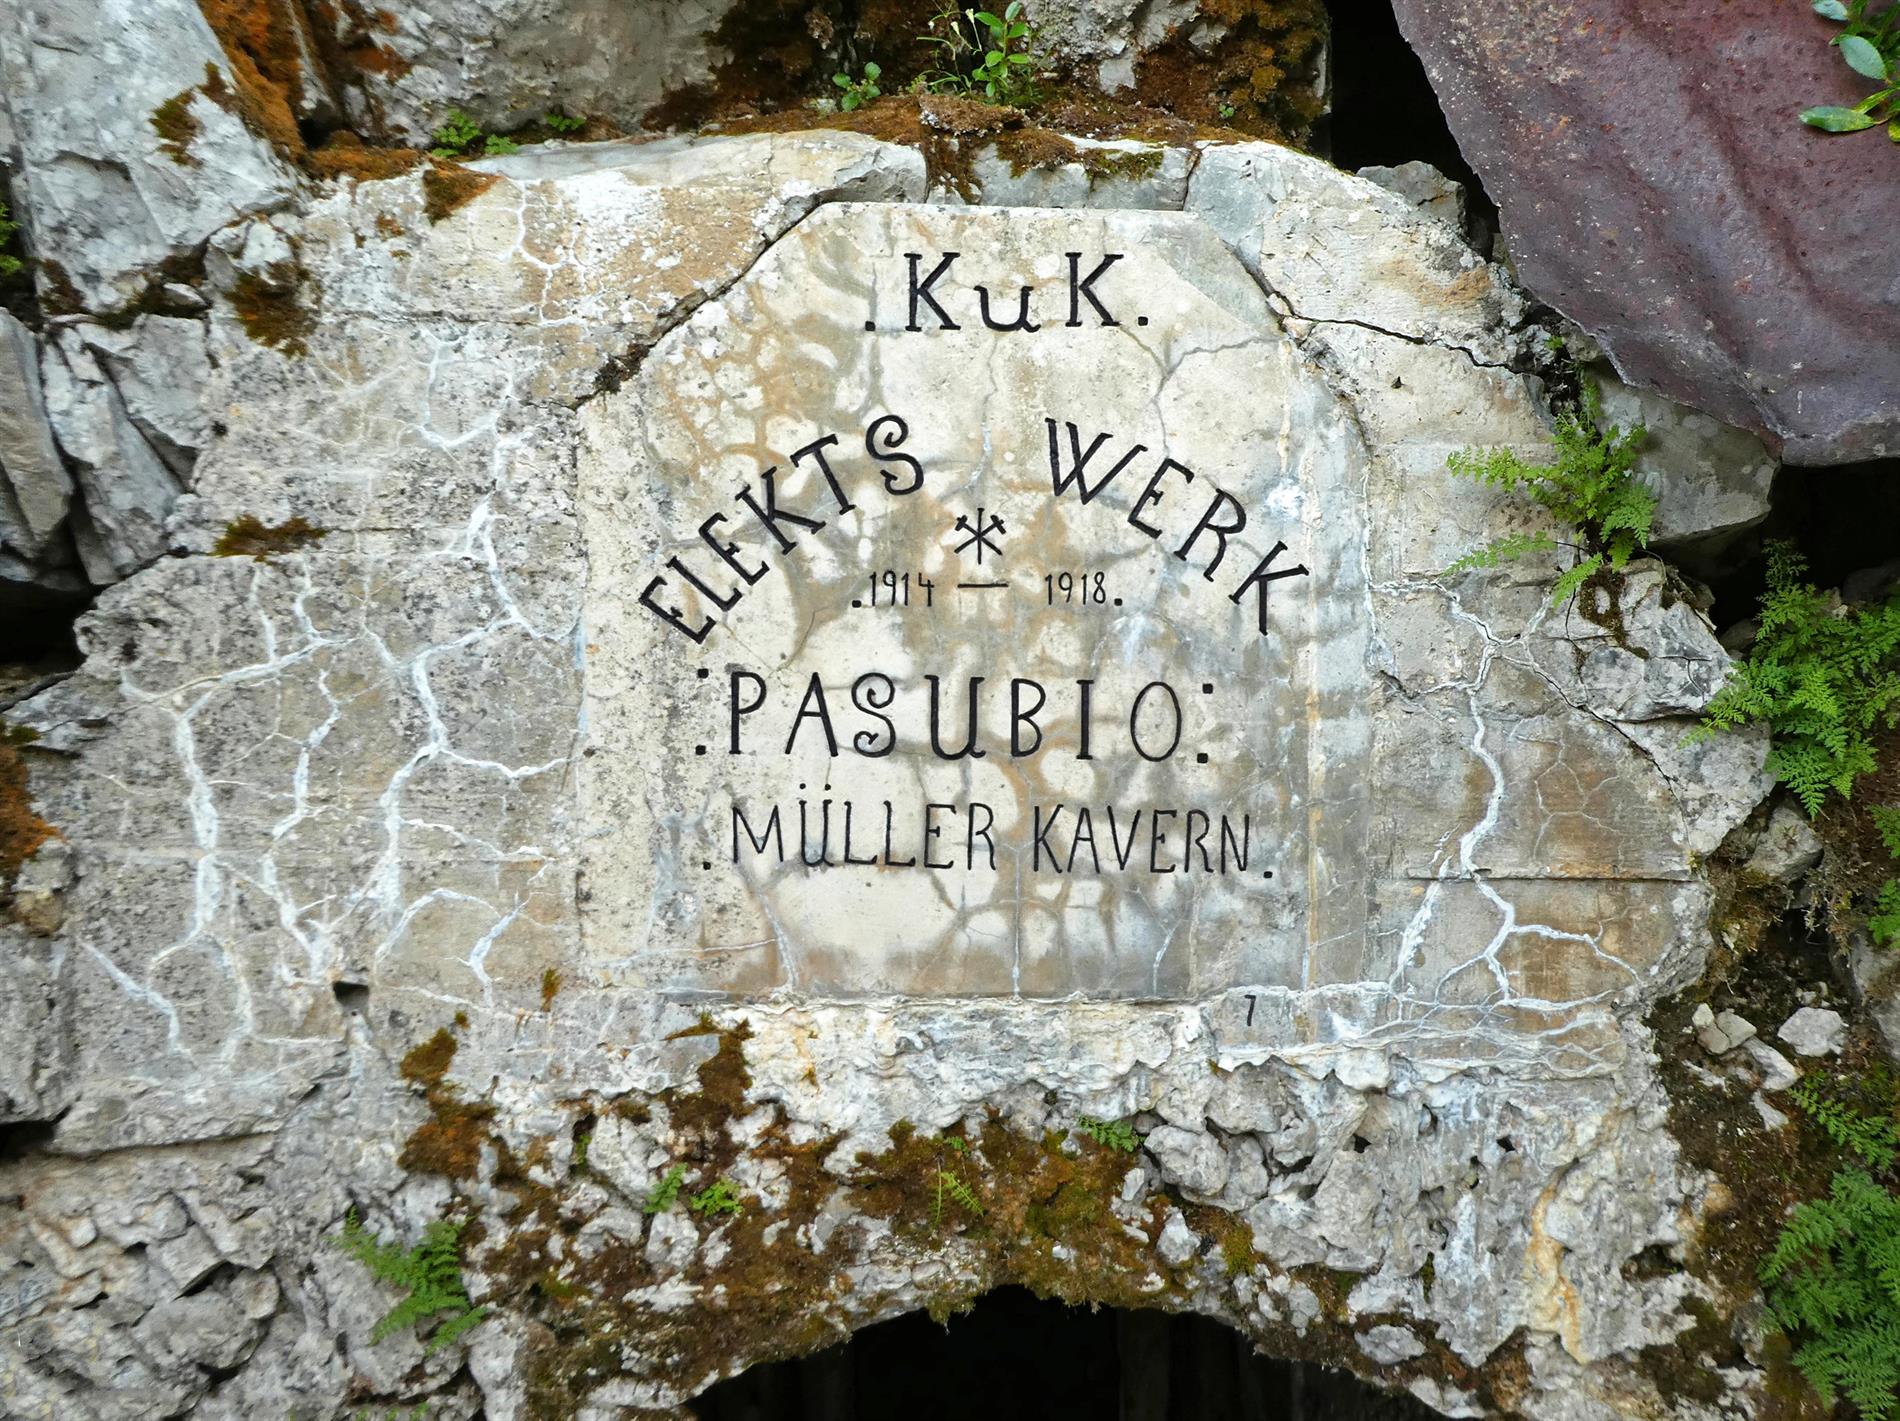 .KuK.
ELEKTS WERK
.1914 — 1918.
:PASUBIO:
.MÜLLER KAVERN.
7